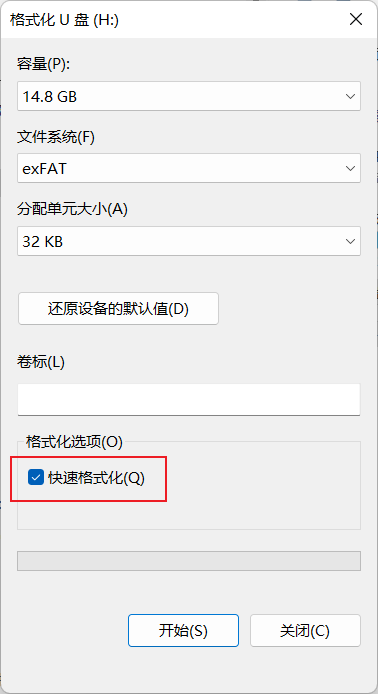 格式化 U 盘 (H:)
容量(P):
14.8 GB
文件系统(F)
exFAT
分配单元大小(A)
32 KB
还原设备的默认值(D)
卷标(L)
格式化选项(O)
快速格式化(Q)
开始(S)
关闭(C)